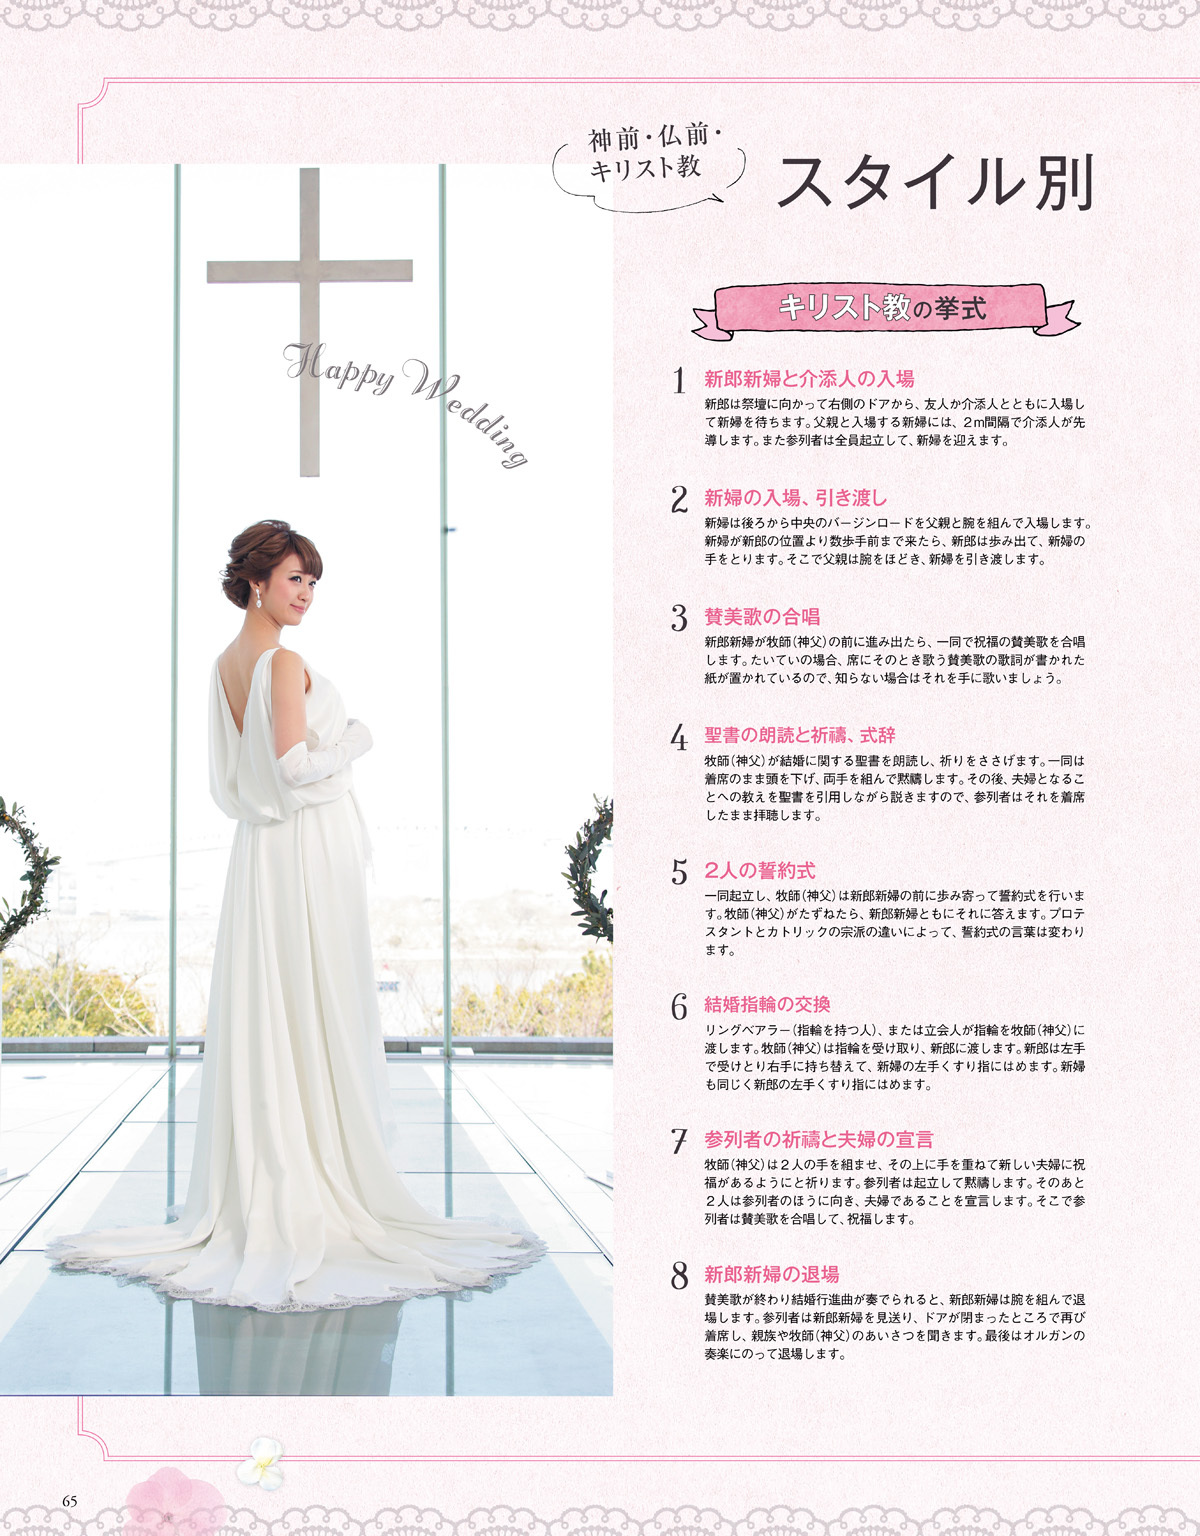 神前・仏前・
キリスト教
スタイル別
Happy Wedding
キリスト教の挙式
1 新郎新婦と介添人の入場
新郎は祭壇に向かって右側のドアから、友人か介添人とともに入場し
て新婦を待ちます。父親と入場する新婦には、2m間隔で介添人が先
導します。また参列者は全員起立して、新婦を迎えます。
2 新婦の入場、引き渡し
新婦は後ろから中央のバージンロードを父親と腕を組んで入場します。
新婦が新郎の位置より数歩手前まで来たら、新郎は歩み出て、新婦の
手をとります。そこで父親は腕をほどき、新婦を引き渡します。
3 賛美歌の合唱
新郎新婦が牧師（神父）の前に進み出たら、一同で祝福の賛美歌を合唱
します。たいていの場合、席にそのとき歌う賛美歌の歌詞が書かれた
紙が置かれているので、知らない場合はそれを手に歌いましょう。
4 聖書の朗読と祈禱、式辞
牧師（神父）が結婚に関する聖書を朗読し、祈りをささげます。一同は
着席のまま頭を下げ、両手を組んで黙禱します。その後、夫婦となるこ
とへの教えを聖書を引用しながら説きますので、参列者はそれを着席
したまま拝聴します。
5 2人の誓約式
一同起立し、牧師（神父）は新郎新婦の前に歩み寄って誓約式を行いま
す。牧師（神父）がたずねたら、新郎新婦ともにそれに答えます。プロテ
スタントとカトリックの宗派の違いによって、誓約式の言葉は変わり
ます。
6 結婚指輪の交換
リングベアラー（指輪を持つ人）、または立会人が指輪を牧師（神父）に
渡します。牧師（神父）は指輪を受け取り、新郎に渡します。新郎は左手
で受けとり右手に持ち替えて、新婦の左手くすり指にはめます。新婦
も同じく新郎の左手くすり指にはめます。
7 参列者の祈禱と夫婦の宣言
牧師（神父）は2人の手を組ませ、その上に手を重ねて新しい夫婦に祝
福があるようにと祈ります。参列者は起立して黙禱します。そのあと
2人は参列者のほうに向き、夫婦であることを宣言します。そこで参
列者は賛美歌を合唱して、祝福します。
8 新郎新婦の退場
賛美歌が終わり結婚行進曲が奏でられると、新郎新婦は腕を組んで退
場します。参列者は新郎新婦を見送り、ドアが閉まったところで再び
着席し、親族や牧師（神父）のあいさつを聞きます。最後はオルガンの
奏楽にのって退場します。
65